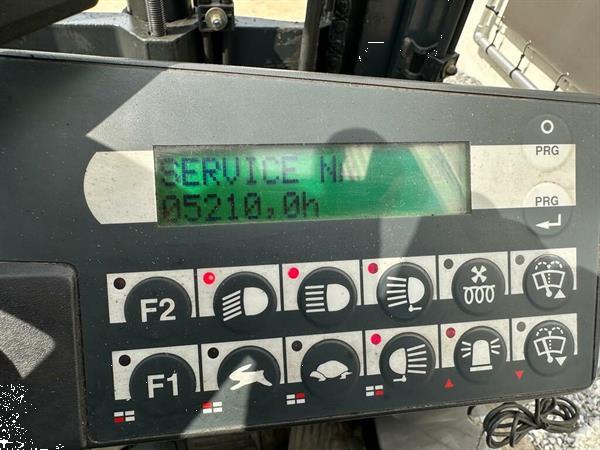 SERVICE
05210,0h
PRG
PRG
F2
F1